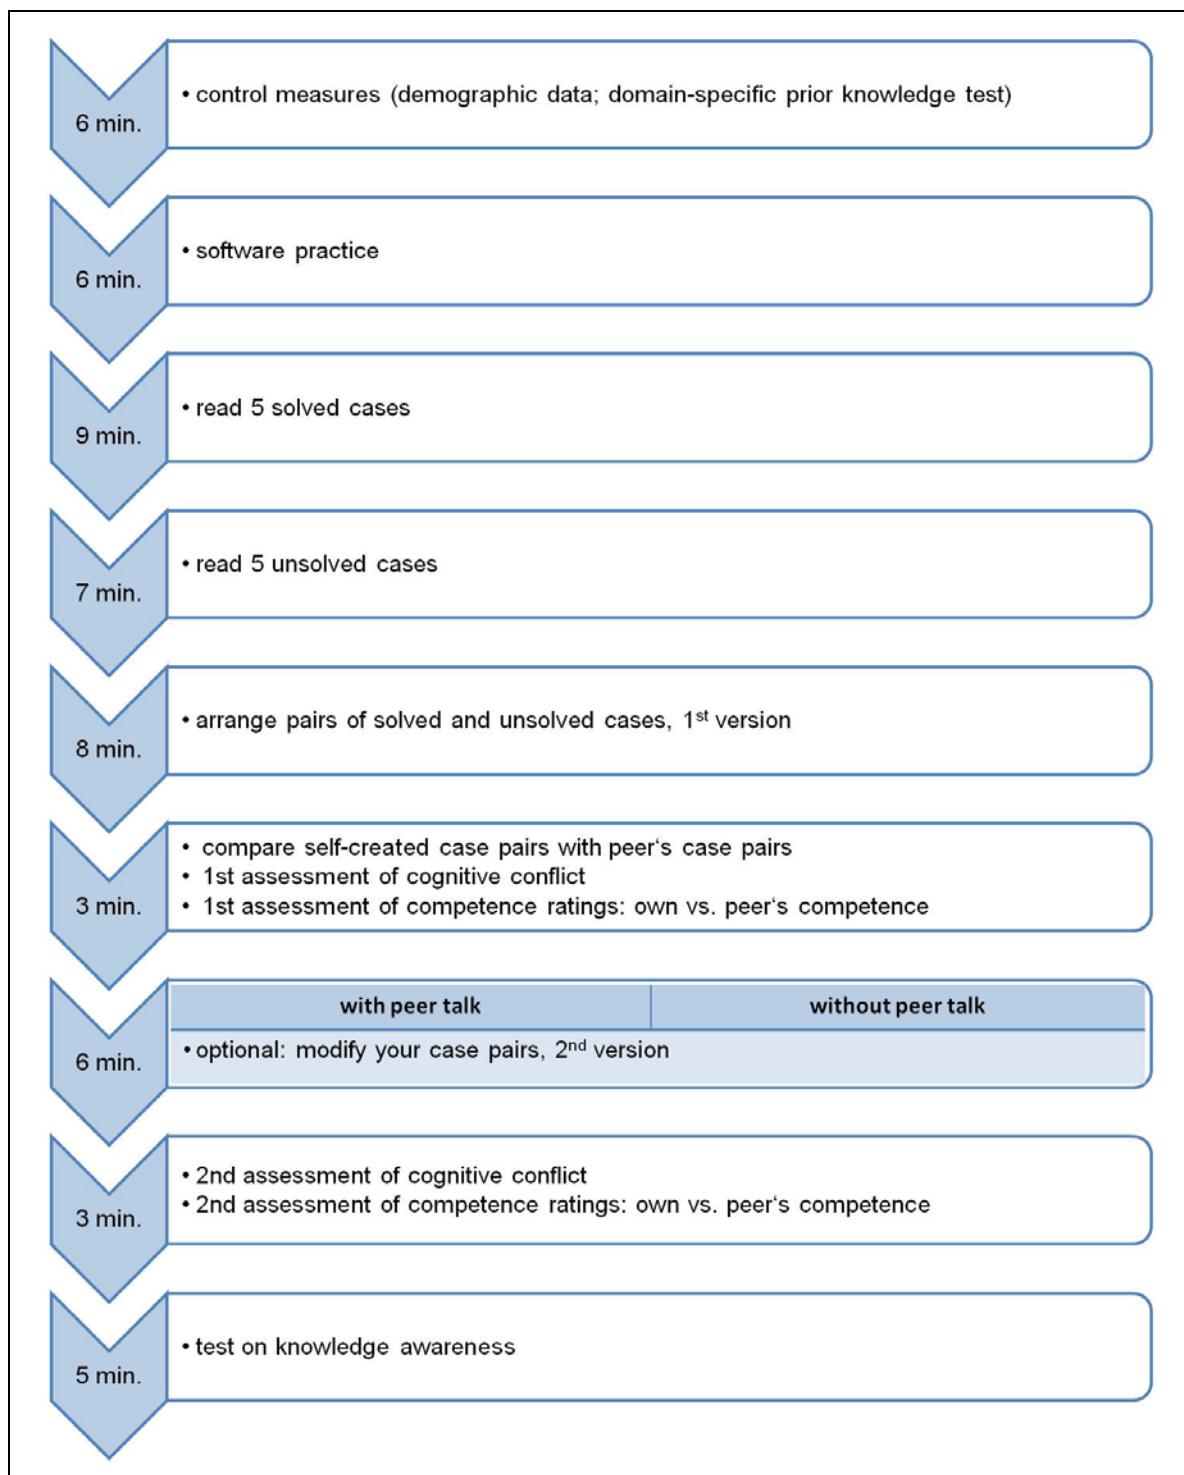 • control measures (demographic data; domain-specific prior knowledge test)
6 min.
• software practice
6 min.
• read 5 solved cases
9 min.
• read 5 unsolved cases
7 min.
• arrange pairs of solved and unsolved cases, 1st version
8 min.
• compare self-created case pairs with peer‘s case pairs
• 1st assessment of cognitive conflict
• 1st assessment of competence ratings: own vs. peer‘s competence
3 min.
with peer talk
without peer talk
• optional: modify your case pairs, 2nd version
6 min.
• 2nd assessment of cognitive conflict
• 2nd assessment of competence ratings: own vs. peer‘s competence
3 min.
• test on knowledge awareness
5 min.